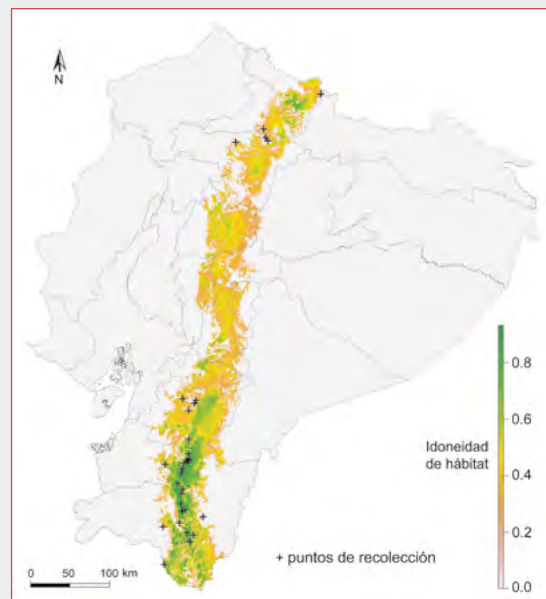 N
0.8
0.6
Idoneidad
de hábitat
0.4
0.2
+ puntos de recolección
0.0
0 50 100 km